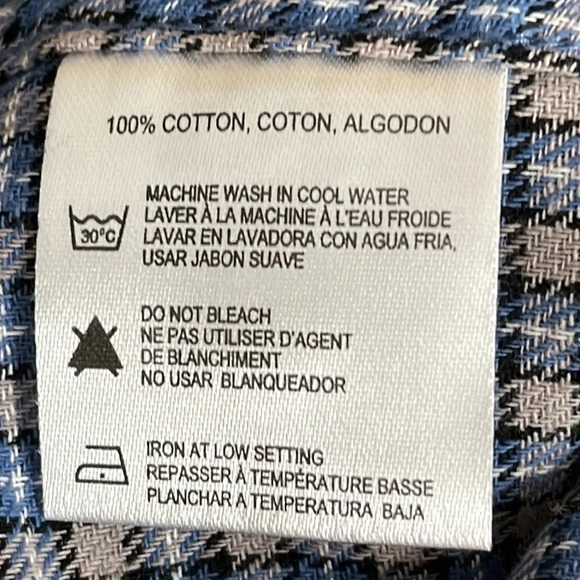 100% COTTON, COTON, ALGODON
MACHINE WASH IN COOL WATER
LAVER À LA MACHINE À L'EAU FROIDE
30°C
LAVAR EN LAVADORA CON AGUA FRIA,
USAR JABON SUAVE
DO NOT BLEACH
NE PAS UTILISER D'AGENT
DE BLANCHIMENT
NO USAR BLANQUEADOR
IRON AT LOW SETTING
REPASSER À TEMPÉRATURE BASSE
PLANCHAR A TEMPERATURA BAJA